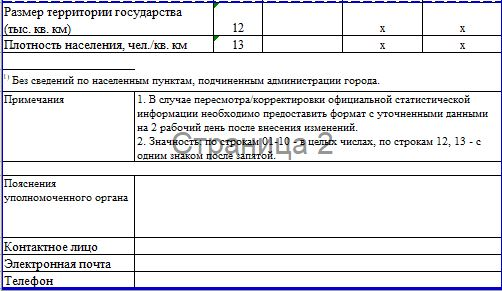 Размер территории государства
(тыс. кв. км) 12 x x
Плотность населения, чел./кв. км 13 x x
1) Без сведений по населенным пунктам, подчиненным администрации города.
Примечания 1. В случае пересмотра/корректировки официальной статистической
информации необходимо предоставить формат с уточненными данными
на 2 рабочий день после внесения изменений.
2. Значность: по строкам 01-10 - в целых числах, по строкам 12, 13 - с
одним знаком после запятой.
Страница 2
Пояснения
уполномоченного органа
Контактное лицо
Электронная почта
Телефон